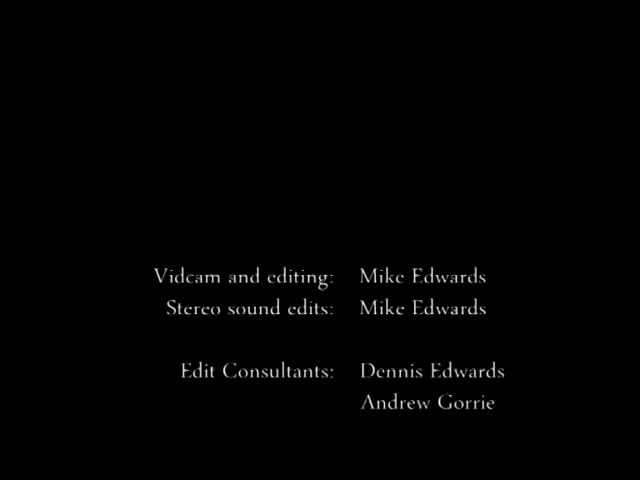 Vidcam and editing: Mike Edwards
Stereo sound edits: Mike Edwards
Edit Consultants: Dennis Edwards
Andrew Gorrie